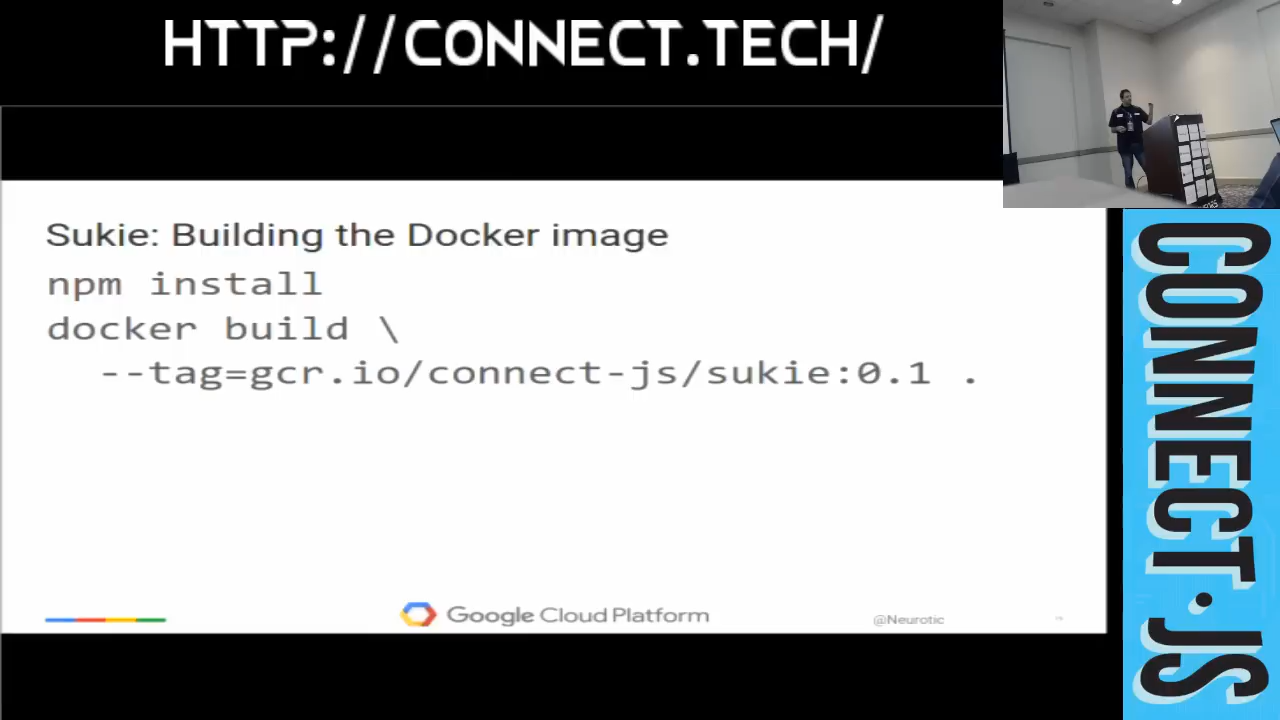 HTTP://CONNECT.TECH/
Sukie: Building the Docker image
npm install
docker build \
--tag=gcr.io/connect-js/sukie:0.1 .
Google Cloud Platform
@Neurotic
CONNECT.JS